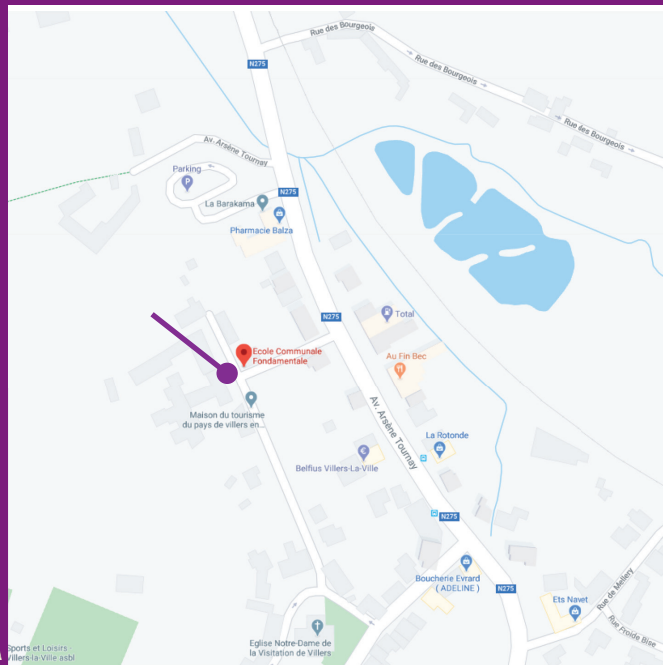 Rue des Bourgeois
Rue des Bourgeois
Rue des Bourgeois
N275
Av. Arsène Tournay
Parking
P
N275
La Barakama
Pharmacie Balza
N275
Total
Ecole Communale
Fondamentale
Au Fin Bec
Maison du tourisme
du pays de villers en...
Av. Arsène Tournay
La Rotonde
Belfius Villers-La-Ville
N275
Boucherie Evrard
( ADELINE )
N275
Ets Navet
Rue de Mellery
Rue Froide Bise
Eglise Notre-Dame de
la Visitation de Villers
Sports et Loisirs
Villers-la-Ville asbl